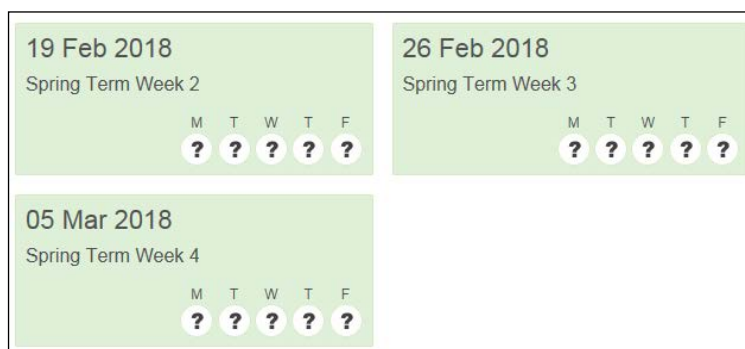 19 Feb 2018
Spring Term Week 2
M T W T F
? ? ? ? ?
26 Feb 2018
Spring Term Week 3
M T W T F
? ? ? ? ?
05 Mar 2018
Spring Term Week 4
M T W T F
? ? ? ? ?